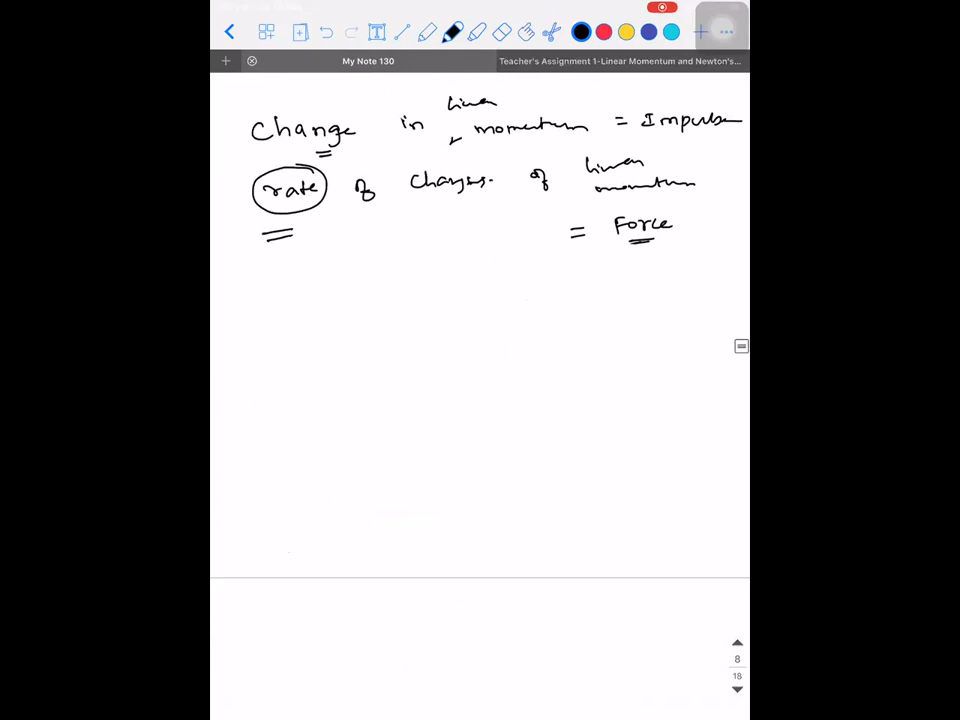 My Note 130
Teacher's Assignment 1-Linear Momentum and Newton's...
Change in linear momentum = Impulse
rate of changes of linear momentum
= Force
8
18